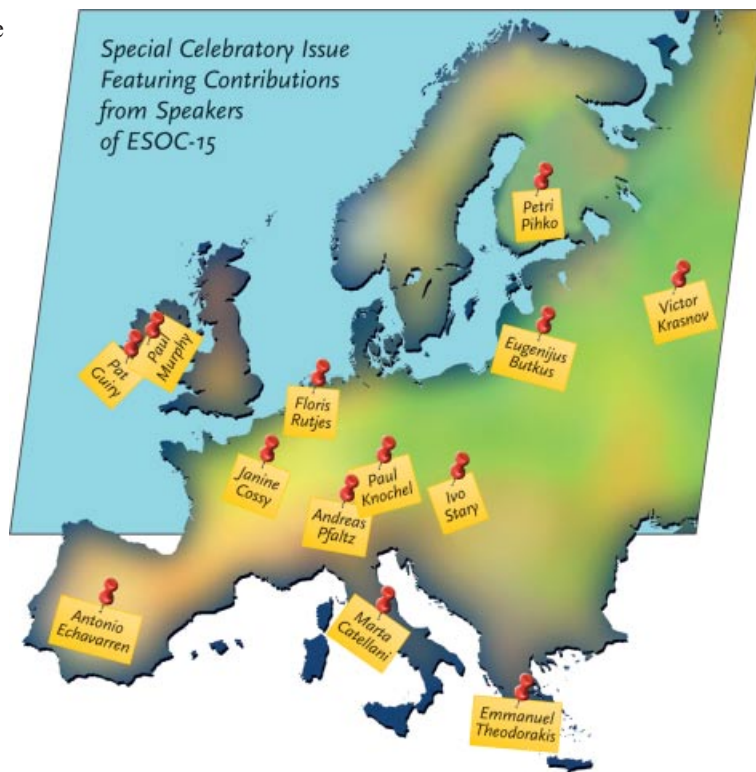 e
Special Celebratory Issue
Featuring Contributions
from Speakers
of ESOC-15
Petri
Pihko
Victor
Krasnov
Paul
Murphy
Pat
Guiry
Eugenijus
Butkus
Floris
Rutjes
Janine
Cossy
Paul
Knochel
Ivo
Stary
Andreas
Pfaltz
Antonio
Echavarren
Marta
Catellani
Emmanuel
Theodorakis